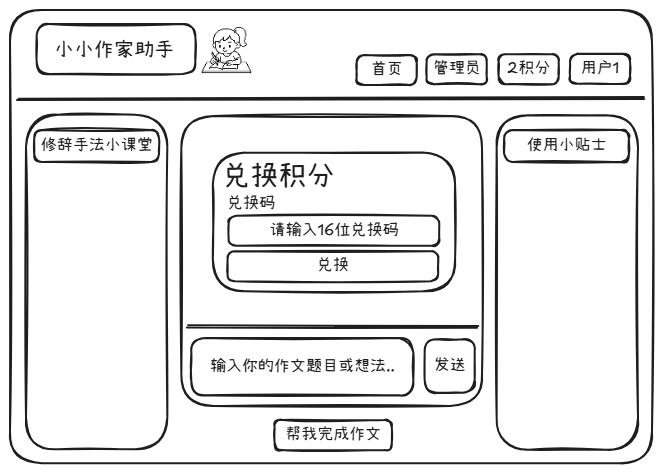 小小作家助手
首页
管理员
2积分
用户1
修辞手法小课堂
兑换积分
兑换码
请输入16位兑换码
兑换
输入你的作文题目或想法..
发送
帮我完成作文
使用小贴士